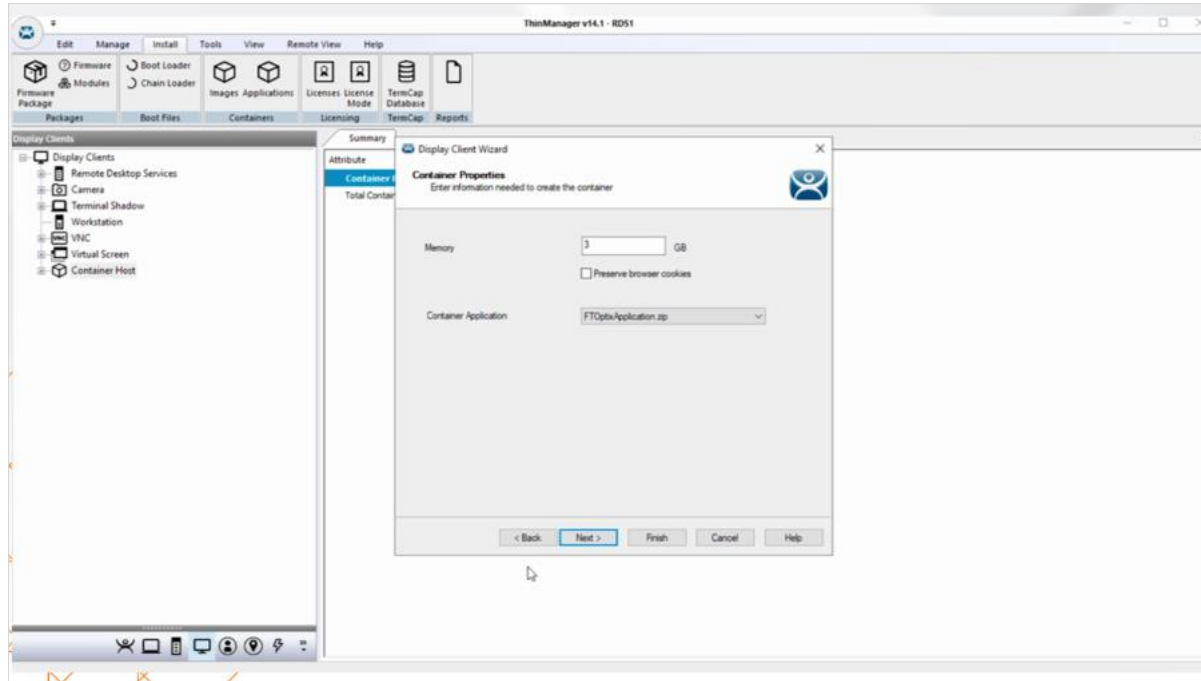 ThinManager v14.1 - RDS1
Edit Manage Install Tools View Remote View Help
Firmware Package
Firmware
Modules
Packages
Boot Loader
Chain Loader
Boot Files
Images Applications
Containers
Licenses License Mode
Licensing
TermCap Database
TermCap
Reports
Display Clients
Display Clients
Remote Desktop Services
Camera
Terminal Shadow
Workstation
VNC
Virtual Screen
Container Host
Summary
Attribute
Container
Total Contai
Display Client Wizard
Container Properties
Enter information needed to create the container
Memory 3 GB
Preserve browser cookies
Container Application FTOptixApplication.zip
< Back Next > Finish Cancel Help